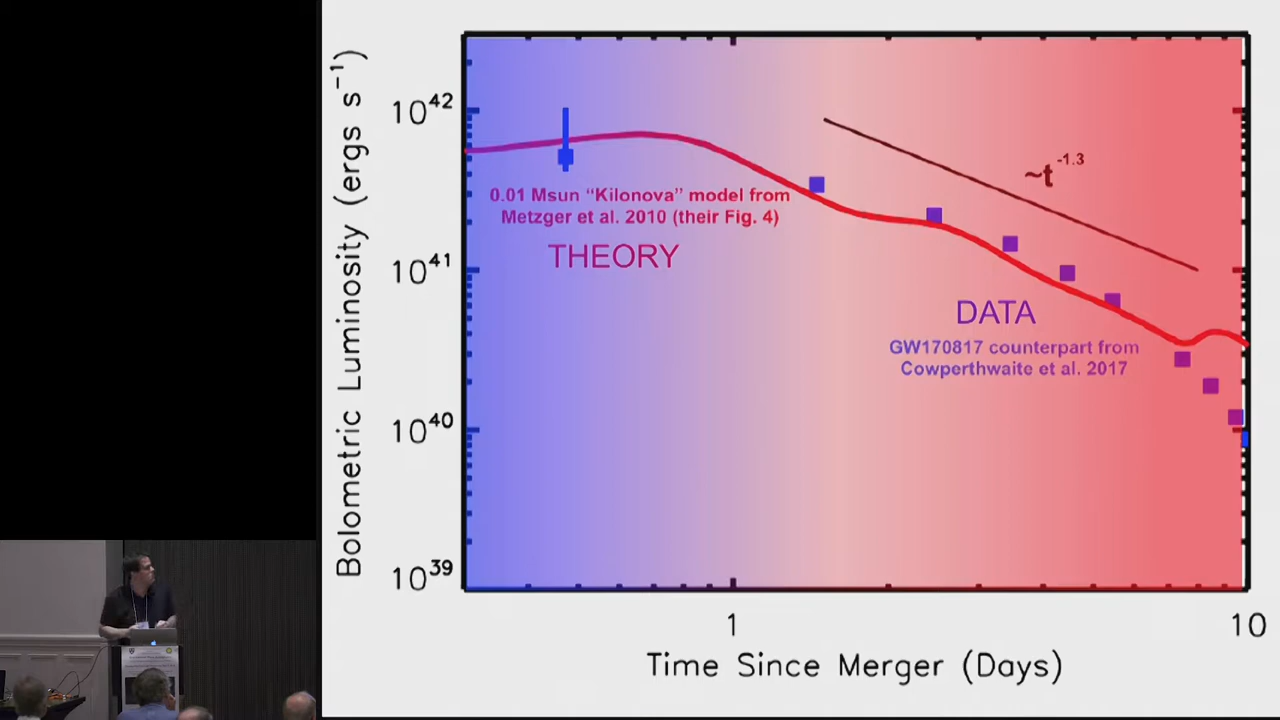 Bolometric Luminosity (ergs s⁻¹)
10⁴²
10⁴¹
10⁴⁰
10³⁹
~t⁻¹·³
0.01 Msun “Kilonova” model from
Metzger et al. 2010 (their Fig. 4)
THEORY
DATA
GW170817 counterpart from
Cowperthwaite et al. 2017
1
10
Time Since Merger (Days)